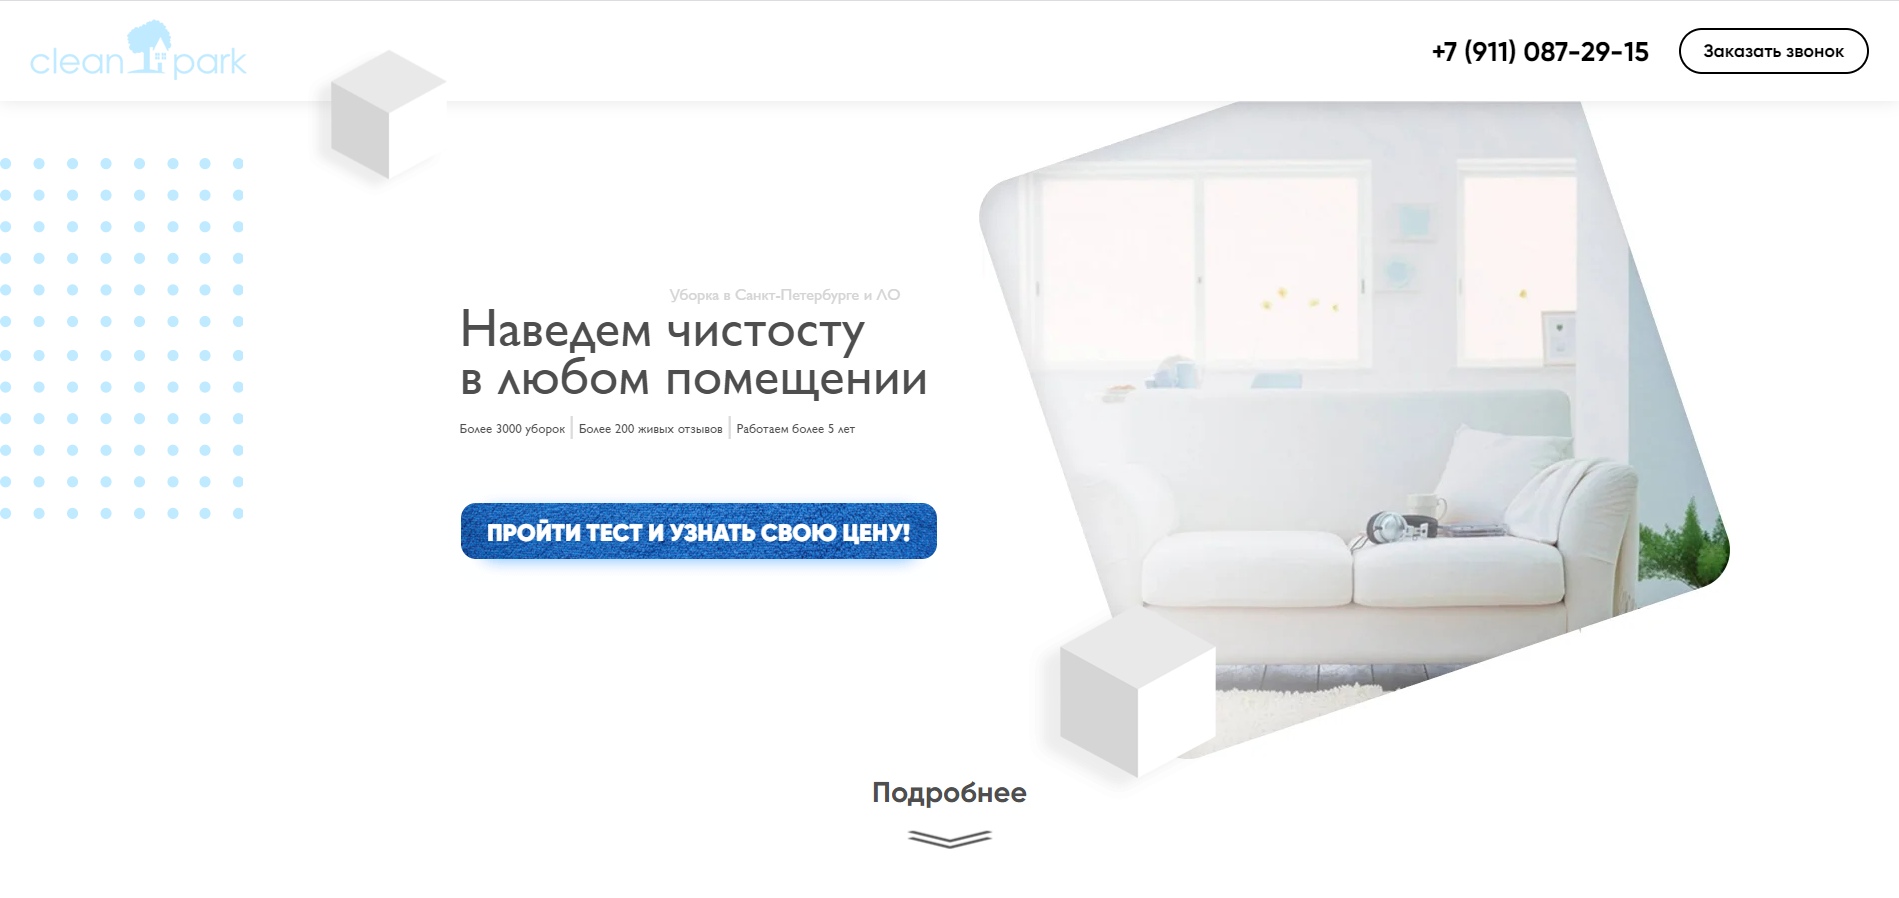 clean park
+7 (911) 087-29-15
Заказать звонок
Уборка в Санкт-Петербурге и ЛО
Наведем чистосту
в любом помещении
Более 3000 уборок
Более 200 живых отзывов
Работаем более 5 лет
ПРОЙТИ ТЕСТ И УЗНАТЬ СВОЮ ЦЕНУ!
Подробнее